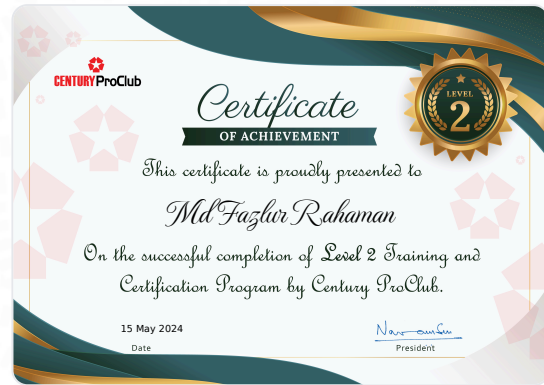 CENTURY ProClub
LEVEL
2
Certificate
OF ACHIEVEMENT
This certificate is proudly presented to
Md Fazlur Rahaman
On the successful completion of Level 2 Training and
Certification Program by Century ProClub.
15 May 2024
Date
President